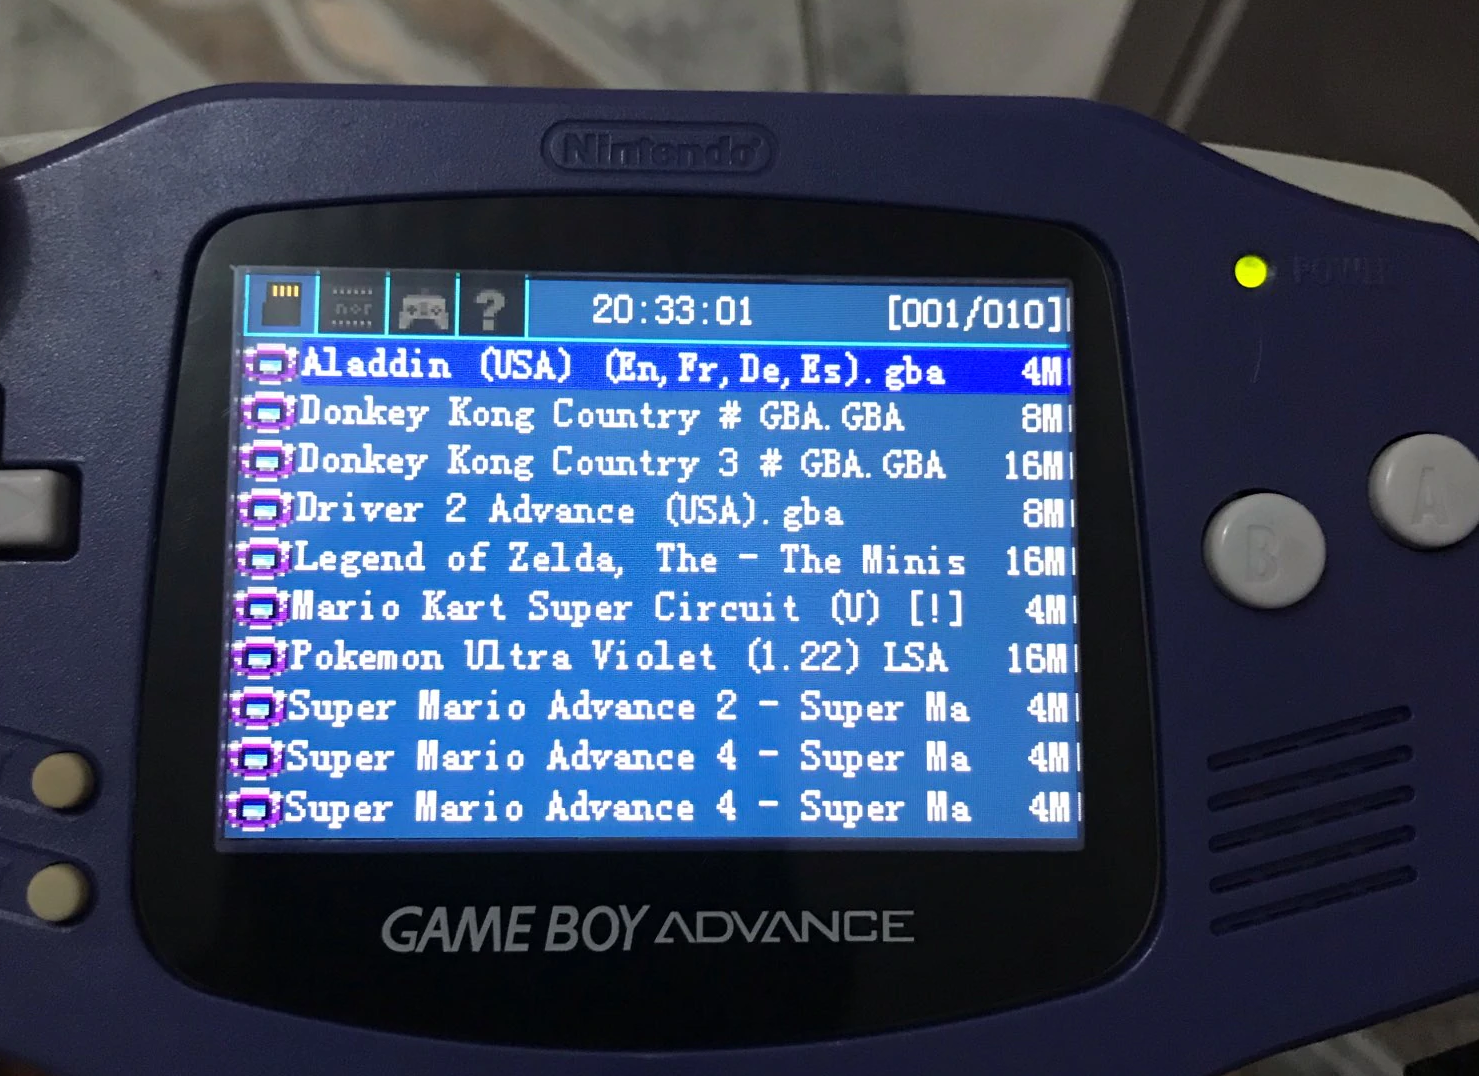 Nintendo
POWER
nor
?
20:33:01 [001/010]
Aladdin (USA) (En,Fr,De,Es).gba 4M
Donkey Kong Country # GBA.GBA 8M
Donkey Kong Country 3 # GBA.GBA 16M
Driver 2 Advance (USA).gba 8M
Legend of Zelda, The - The Minis 16M
Mario Kart Super Circuit (U) [!] 4M
Pokemon Ultra Violet (1.22) LSA 16M
Super Mario Advance 2 - Super Ma 4M
Super Mario Advance 4 - Super Ma 4M
Super Mario Advance 4 - Super Ma 4M
A
B
GAME BOY ADVANCE